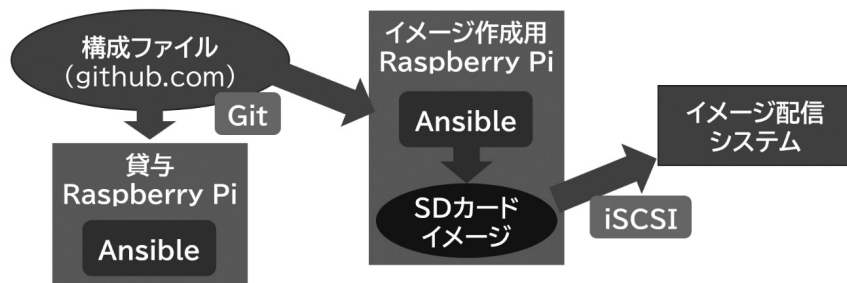 構成ファイル
(github.com)
Git
貸与
Raspberry Pi
Ansible
イメージ作成用
Raspberry Pi
Ansible
SDカード
イメージ
iSCSI
イメージ配信
システム